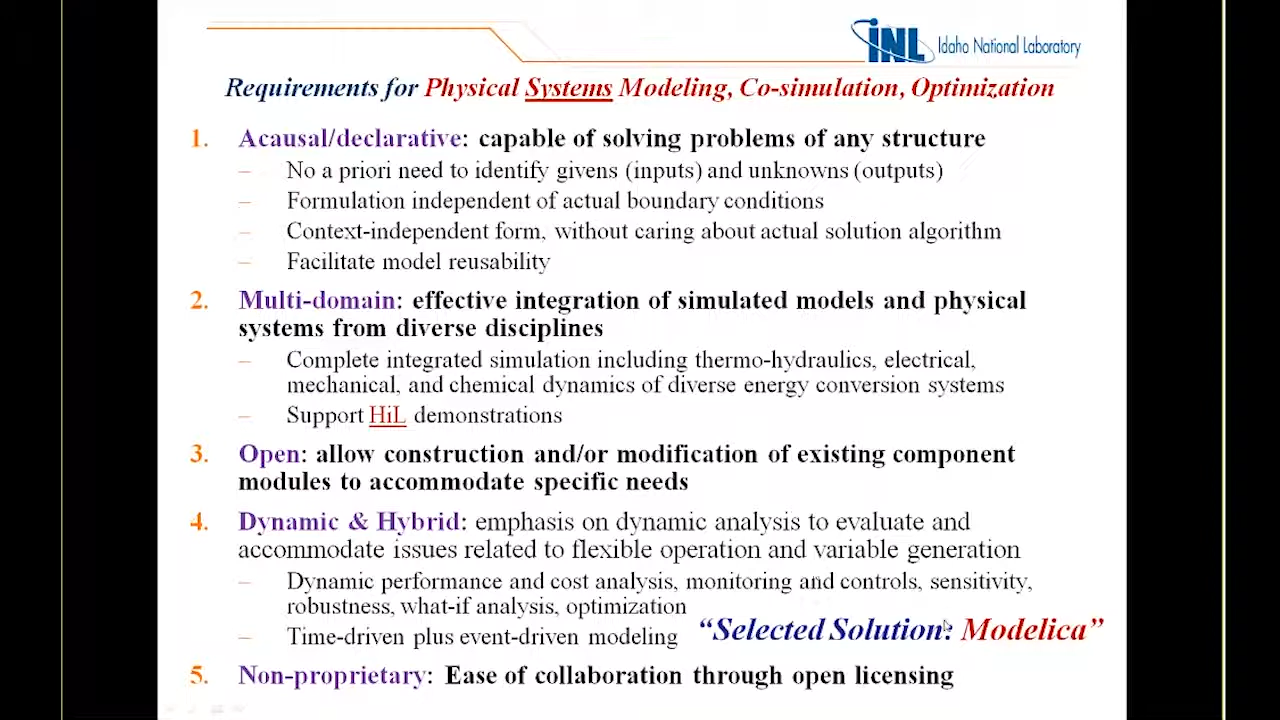 INL Idaho National Laboratory
Requirements for Physical Systems Modeling, Co-simulation, Optimization
1. Acausal/declarative: capable of solving problems of any structure
– No a priori need to identify givens (inputs) and unknowns (outputs)
– Formulation independent of actual boundary conditions
– Context-independent form, without caring about actual solution algorithm
– Facilitate model reusability
2. Multi-domain: effective integration of simulated models and physical
systems from diverse disciplines
– Complete integrated simulation including thermo-hydraulics, electrical,
mechanical, and chemical dynamics of diverse energy conversion systems
– Support HiL demonstrations
3. Open: allow construction and/or modification of existing component
modules to accommodate specific needs
4. Dynamic & Hybrid: emphasis on dynamic analysis to evaluate and
accommodate issues related to flexible operation and variable generation
– Dynamic performance and cost analysis, monitoring and controls, sensitivity,
robustness, what-if analysis, optimization
– Time-driven plus event-driven modeling
“Selected Solution: Modelica”
5. Non-proprietary: Ease of collaboration through open licensing